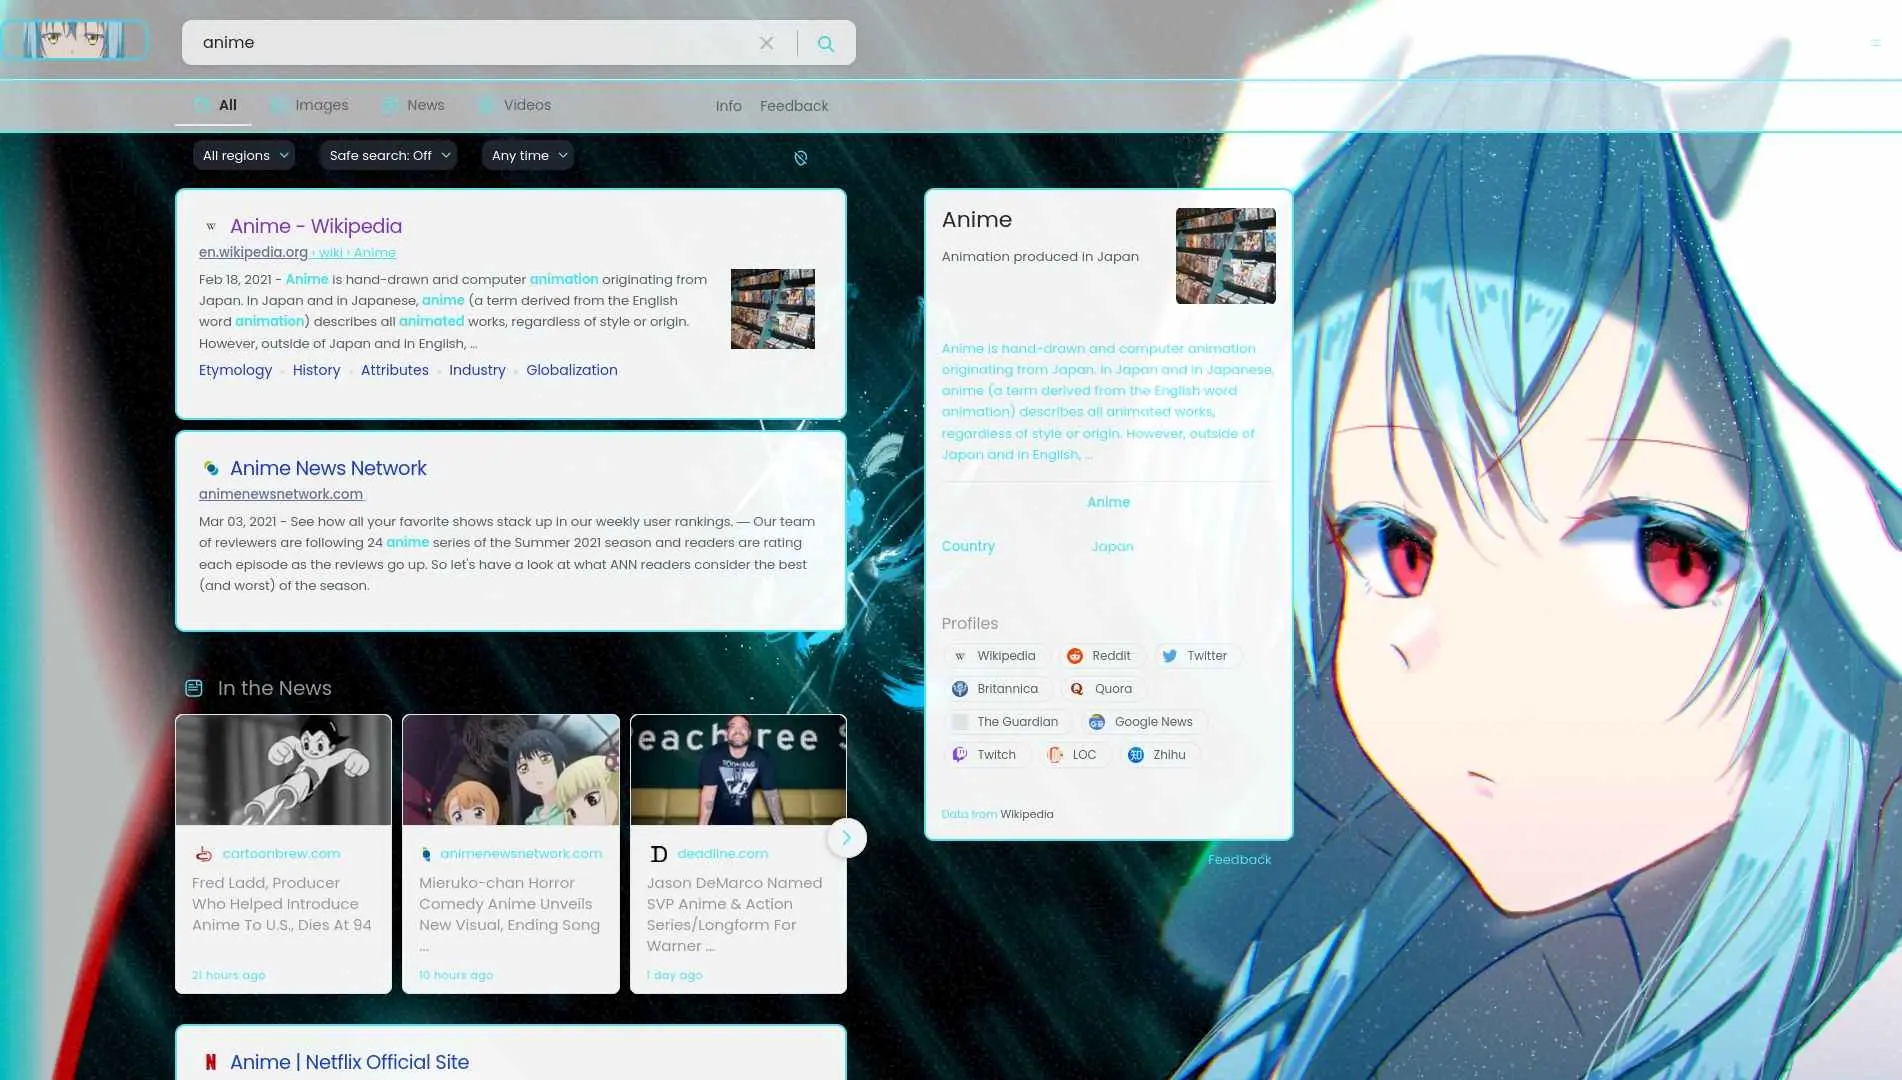 anime
All
Images
News
Videos
Info
Feedback
All regions
Safe search: Off
Any time
Anime - Wikipedia
en.wikipedia.org › wiki › Anime
Feb 18, 2021 - Anime is hand-drawn and computer animation originating from
Japan. In Japan and in Japanese, anime (a term derived from the English
word animation) describes all animated works, regardless of style or origin.
However, outside of Japan and in English, ...
Etymology
History
Attributes
Industry
Globalization
Anime News Network
animenewsnetwork.com
Mar 03, 2021 - See how all your favorite shows stack up in our weekly user rankings. — Our team
of reviewers are following 24 anime series of the Summer 2021 season and readers are rating
each episode as the reviews go up. So let's have a look at what ANN readers consider the best
(and worst) of the season.
In the News
cartoonbrew.com
Fred Ladd, Producer
Who Helped Introduce
Anime To U.S., Dies At 94
21 hours ago
animenewsnetwork.com
Mieruko-chan Horror
Comedy Anime Unveils
New Visual, Ending Song
...
10 hours ago
D
deadline.com
Jason DeMarco Named
SVP Anime & Action
Series/Longform For
Warner ...
1 day ago
Anime | Netflix Official Site
Anime
Animation produced in Japan
Anime is hand-drawn and computer animation
originating from Japan. In Japan and in Japanese,
anime (a term derived from the English word
animation) describes all animated works,
regardless of style or origin. However, outside of
Japan and in English, ...
Anime
Country Japan
Profiles
Wikipedia
Reddit
Twitter
Britannica
Quora
The Guardian
Google News
Twitch
LOC
Zhihu
Data from Wikipedia
Feedback